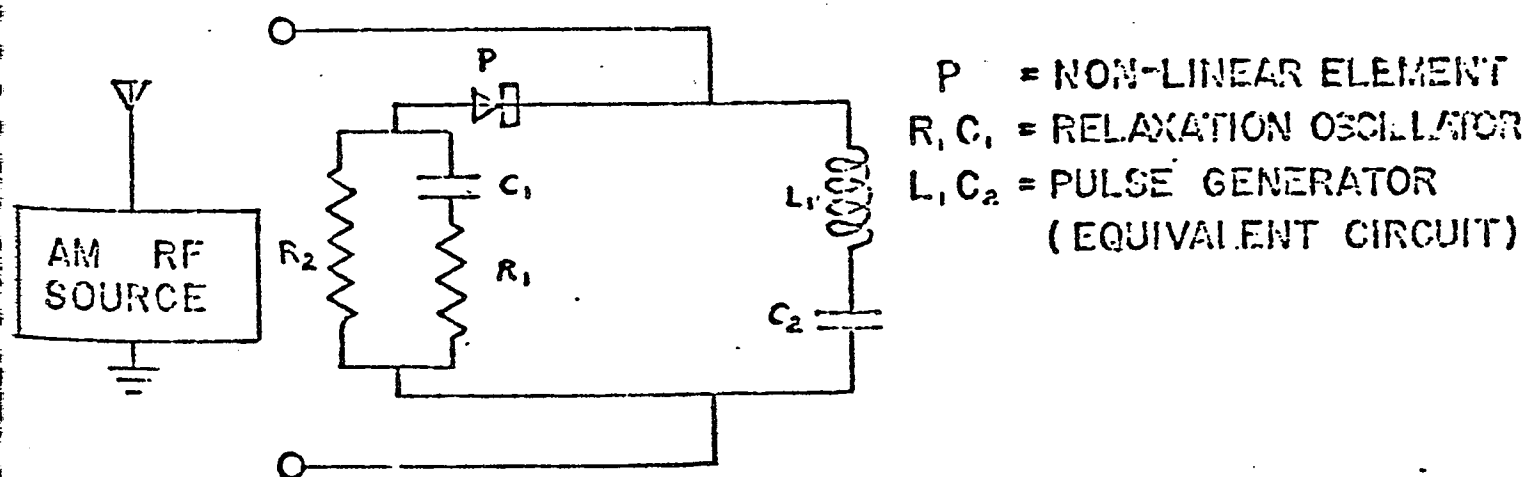 P = NON-LINEAR ELEMENT
R₁ C₁ = RELAXATION OSCILLATOR
L₁ C₂ = PULSE GENERATOR
(EQUIVALENT CIRCUIT)
AM RF
SOURCE
P
C₁
R₂
R₁
L₁
C₂